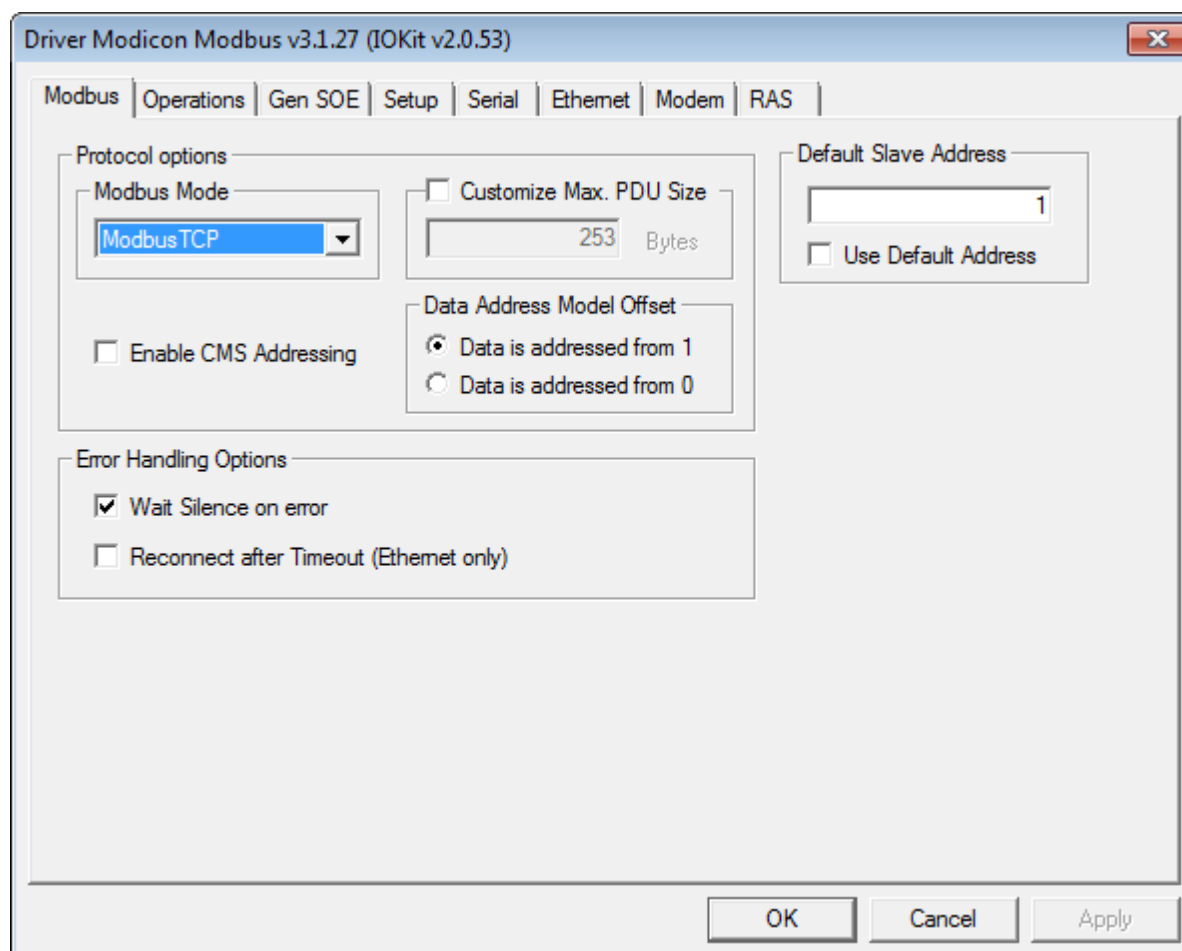 Driver Modicon Modbus v3.1.27 (IOKit v2.0.53)
Modbus Operations Gen SOE Setup Serial Ethernet Modem RAS
Protocol options
Modbus Mode
ModbusTCP
Customize Max. PDU Size
253 Bytes
Default Slave Address
1
Use Default Address
Enable CMS Addressing
Data Address Model Offset
Data is addressed from 1
Data is addressed from 0
Error Handling Options
Wait Silence on error
Reconnect after Timeout (Ethernet only)
OK Cancel Apply